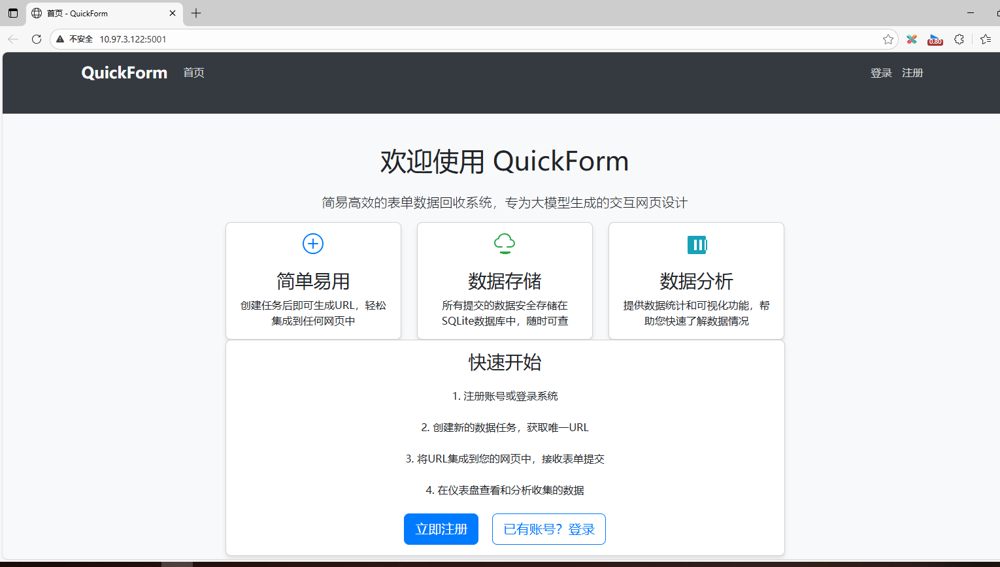 首页 - QuickForm
不安全 10.97.3.122:5001
0.80
QuickForm 首页 登录 注册
欢迎使用 QuickForm
简易高效的表单数据回收系统，专为大模型生成的交互网页设计
简单易用
创建任务后即可生成URL，轻松
集成到任何网页中
数据存储
所有提交的数据安全存储在
SQLite数据库中，随时可查
数据分析
提供数据统计和可视化功能，帮
助您快速了解数据情况
快速开始
1. 注册账号或登录系统
2. 创建新的数据任务，获取唯一URL
3. 将URL集成到您的网页中，接收表单提交
4. 在仪表盘查看和分析收集的数据
立即注册 已有账号？登录